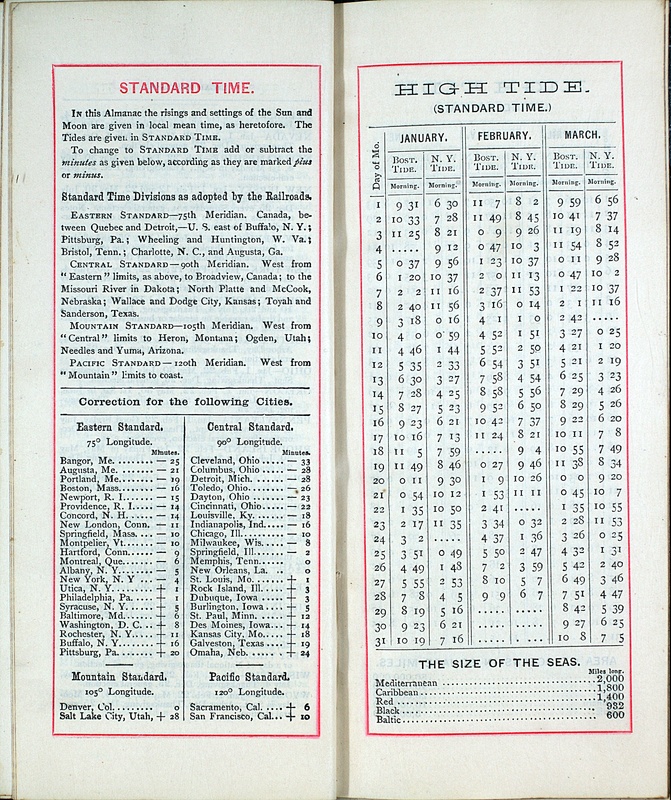 STANDARD TIME.
In this Almanac the risings and settings of the Sun and
Moon are given in local mean time, as heretofore. The
Tides are given in Standard Time.
To change to Standard Time add or subtract the
minutes as given below, according as they are marked plus
or minus.
Standard Time Divisions as adopted by the Railroads.
Eastern Standard—75th Meridian. Canada, be-
tween Quebec and Detroit,—U. S. east of Buffalo, N. Y.;
Pittsburg, Pa.; Wheeling and Huntington, W. Va.;
Bristol, Tenn.; Charlotte, N. C., and Augusta, Ga.
Central Standard—90th Meridian. West from
"Eastern" limits, as above, to Broadview, Canada; to the
Missouri River in Dakota; North Platte and McCook,
Nebraska; Wallace and Dodge City, Kansas; Toyah and
Sanderson, Texas.
Mountain Standard—105th Meridian. West from
"Central" limits to Heron, Montana; Ogden, Utah;
Needles and Yuma, Arizona.
Pacific Standard—120th Meridian. West from
"Mountain" limits to coast.
Correction for the following Cities.
Eastern Standard.
75° Longitude.
Minutes.
Bangor, Me. — 25
Augusta, Me. — 21
Portland, Me. — 19
Boston, Mass. — 16
Newport, R. I. — 15
Providence, R. I. — 14
Concord, N. H. — 14
New London, Conn. — 11
Springfield, Mass. — 10
Montpelier, Vt. — 10
Hartford, Conn. — 9
Montreal, Que. — 6
Albany, N. Y. — 5
New York, N. Y. — 4
Utica, N. Y. + 1
Philadelphia, Pa. + 1
Syracuse, N. Y. + 5
Baltimore, Md. + 6
Washington, D. C. + 8
Rochester, N. Y. + 11
Buffalo, N. Y. + 16
Pittsburg, Pa. + 20
Central Standard.
90° Longitude.
Minutes.
Cleveland, Ohio — 33
Columbus, Ohio — 28
Detroit, Mich. — 28
Toledo, Ohio. — 26
Dayton, Ohio — 23
Cincinnati, Ohio — 22
Louisville, Ky. — 18
Indianapolis, Ind. — 16
Chicago, Ill. — 10
Milwaukee, Wis. — 8
Springfield, Ill. — 2
Memphis, Tenn. 0
New Orleans, La. 0
St. Louis, Mo. + 1
Rock Island, Ill. + 3
Dubuque, Iowa + 3
Burlington, Iowa + 5
St. Paul, Minn. + 12
Des Moines, Iowa + 14
Kansas City, Mo. + 18
Galveston, Texas + 19
Omaha, Neb. + 24
Mountain Standard.
105° Longitude.
Denver, Col. 0
Salt Lake City, Utah, + 28
Pacific Standard.
120° Longitude.
Sacramento, Cal. + 6
San Francisco, Cal. + 10
HIGH TIDE.
(STANDARD TIME.)
Day of Mo. JANUARY. FEBRUARY. MARCH.
Bost. Tide. N. Y. Tide. Bost. Tide. N. Y. Tide. Bost. Tide. N. Y. Tide.
Morning. Morning. Morning. Morning. Morning. Morning.
1 9 31 6 30 11 7 8 2 9 59 6 56
2 10 33 7 28 11 49 8 45 10 41 7 37
3 11 25 8 21 0 9 9 26 11 19 8 14
4 ..... 9 12 0 47 10 3 11 54 8 52
5 0 37 9 56 1 23 10 37 0 11 9 28
6 1 20 10 37 2 0 11 13 0 47 10 2
7 2 2 11 16 2 37 11 53 1 22 10 37
8 2 40 11 56 3 16 0 14 2 1 11 16
9 3 18 0 16 4 1 1 0 2 42 .....
10 4 0 0 59 4 52 1 51 3 27 0 25
11 4 46 1 44 5 52 2 50 4 21 1 20
12 5 35 2 33 6 54 3 51 5 21 2 19
13 6 30 3 27 7 58 4 54 6 25 3 23
14 7 28 4 25 8 58 5 56 7 29 4 26
15 8 27 5 23 9 52 6 50 8 29 5 26
16 9 23 6 21 10 42 7 37 9 22 6 20
17 10 16 7 13 11 24 8 21 10 11 7 8
18 11 5 7 59 ..... 9 4 10 55 7 49
19 11 49 8 46 0 27 9 46 11 38 8 34
20 0 11 9 30 1 9 10 26 0 0 9 20
21 0 54 10 12 1 53 11 11 0 45 10 7
22 1 35 10 50 2 41 ..... 1 35 10 55
23 2 17 11 35 3 34 0 32 2 28 11 53
24 3 2 ..... 4 37 1 36 3 26 0 25
25 3 51 0 49 5 50 2 47 4 32 1 31
26 4 49 1 48 7 2 3 59 5 42 2 40
27 5 55 2 53 8 10 5 7 6 49 3 46
28 7 8 4 5 9 9 6 7 7 51 4 47
29 8 19 5 16 ..... ..... 8 42 5 39
30 9 23 6 21 ..... ..... 9 27 6 25
31 10 19 7 16 ..... ..... 10 8 7 5
THE SIZE OF THE SEAS.
Miles long.
Mediterranean 2,000
Caribbean 1,800
Red 1,400
Black 932
Baltic 600